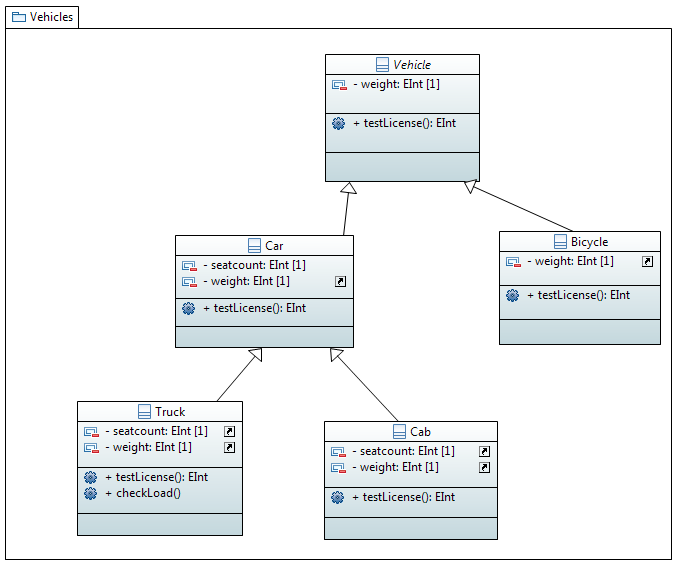 Vehicles
Vehicle
- weight: EInt [1]
+ testLicense(): EInt
Car
- seatcount: EInt [1]
- weight: EInt [1]
+ testLicense(): EInt
Bicycle
- weight: EInt [1]
+ testLicense(): EInt
Truck
- seatcount: EInt [1]
- weight: EInt [1]
+ testLicense(): EInt
+ checkLoad()
Cab
- seatcount: EInt [1]
- weight: EInt [1]
+ testLicense(): EInt